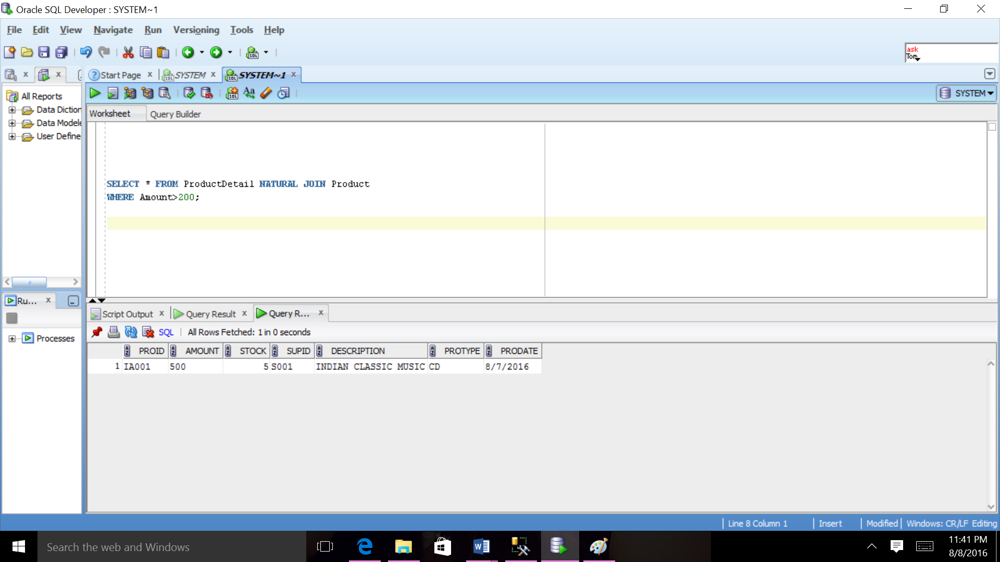 Oracle SQL Developer : SYSTEM~1
File Edit View Navigate Run Versioning Tools Help
ask
Tom
Start Page SYSTEM SYSTEM~1
SYSTEM
All Reports
Data Diction
Data Modele
User Define
Worksheet Query Builder
SELECT * FROM ProductDetail NATURAL JOIN Product
WHERE Amount>200;
Ru...
Processes
Script Output Query Result Query R...
SQL All Rows Fetched: 1 in 0 seconds
PROID AMOUNT STOCK SUPID DESCRIPTION PROTYPE PRODATE
1 IA001 500 5 S001 INDIAN CLASSIC MUSIC CD 8/7/2016
Line 8 Column 1 Insert Modified Windows: CR/LF Editing
Search the web and Windows
11:41 PM
8/8/2016